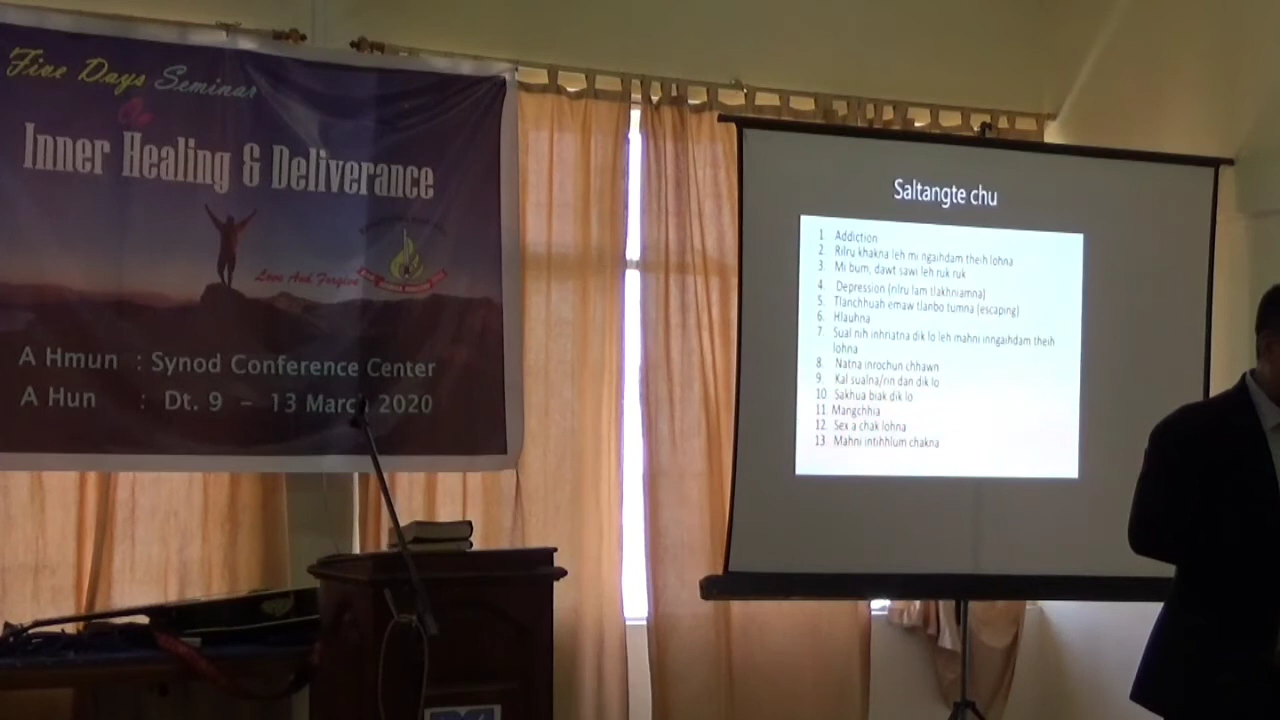 Five Days Seminar
On
Inner Healing & Deliverance
Love And Forgive
A Hmun : Synod Conference Center
A Hun : Dt. 9 – 13 March 2020
Saltangte chu
1. Addiction
2. Rilru khakna leh mi ngaihdam theih lohna
3. Mi bum, dawt sawi leh ruk ruk
4. Depression (rilru lam tlakhniamna)
5. Tlanchhuah emaw tlanbo tumna (escaping)
6. Hlauhna
7. Sual nih inhriatna dik lo leh mahni inngaihdam theih
lohna
8. Natna inrochun chhawn
9. Kal sualna/rin dan dik lo
10. Sakhua biak dik lo
11. Mangchhia
12. Sex a chak lohna
13. Mahni intihhlum chakna